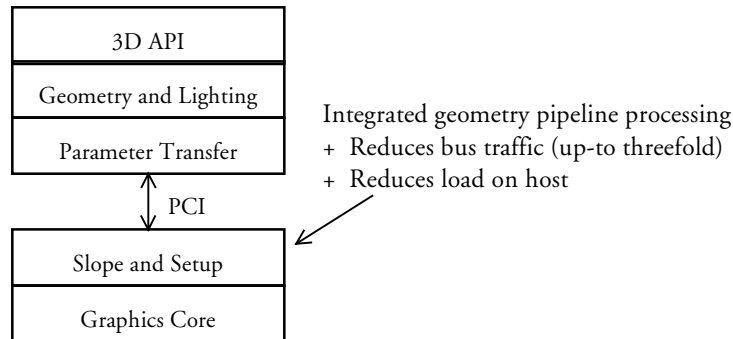 3D API
Geometry and Lighting
Parameter Transfer
PCI
Slope and Setup
Graphics Core
Integrated geometry pipeline processing
+ Reduces bus traffic (up-to threefold)
+ Reduces load on host